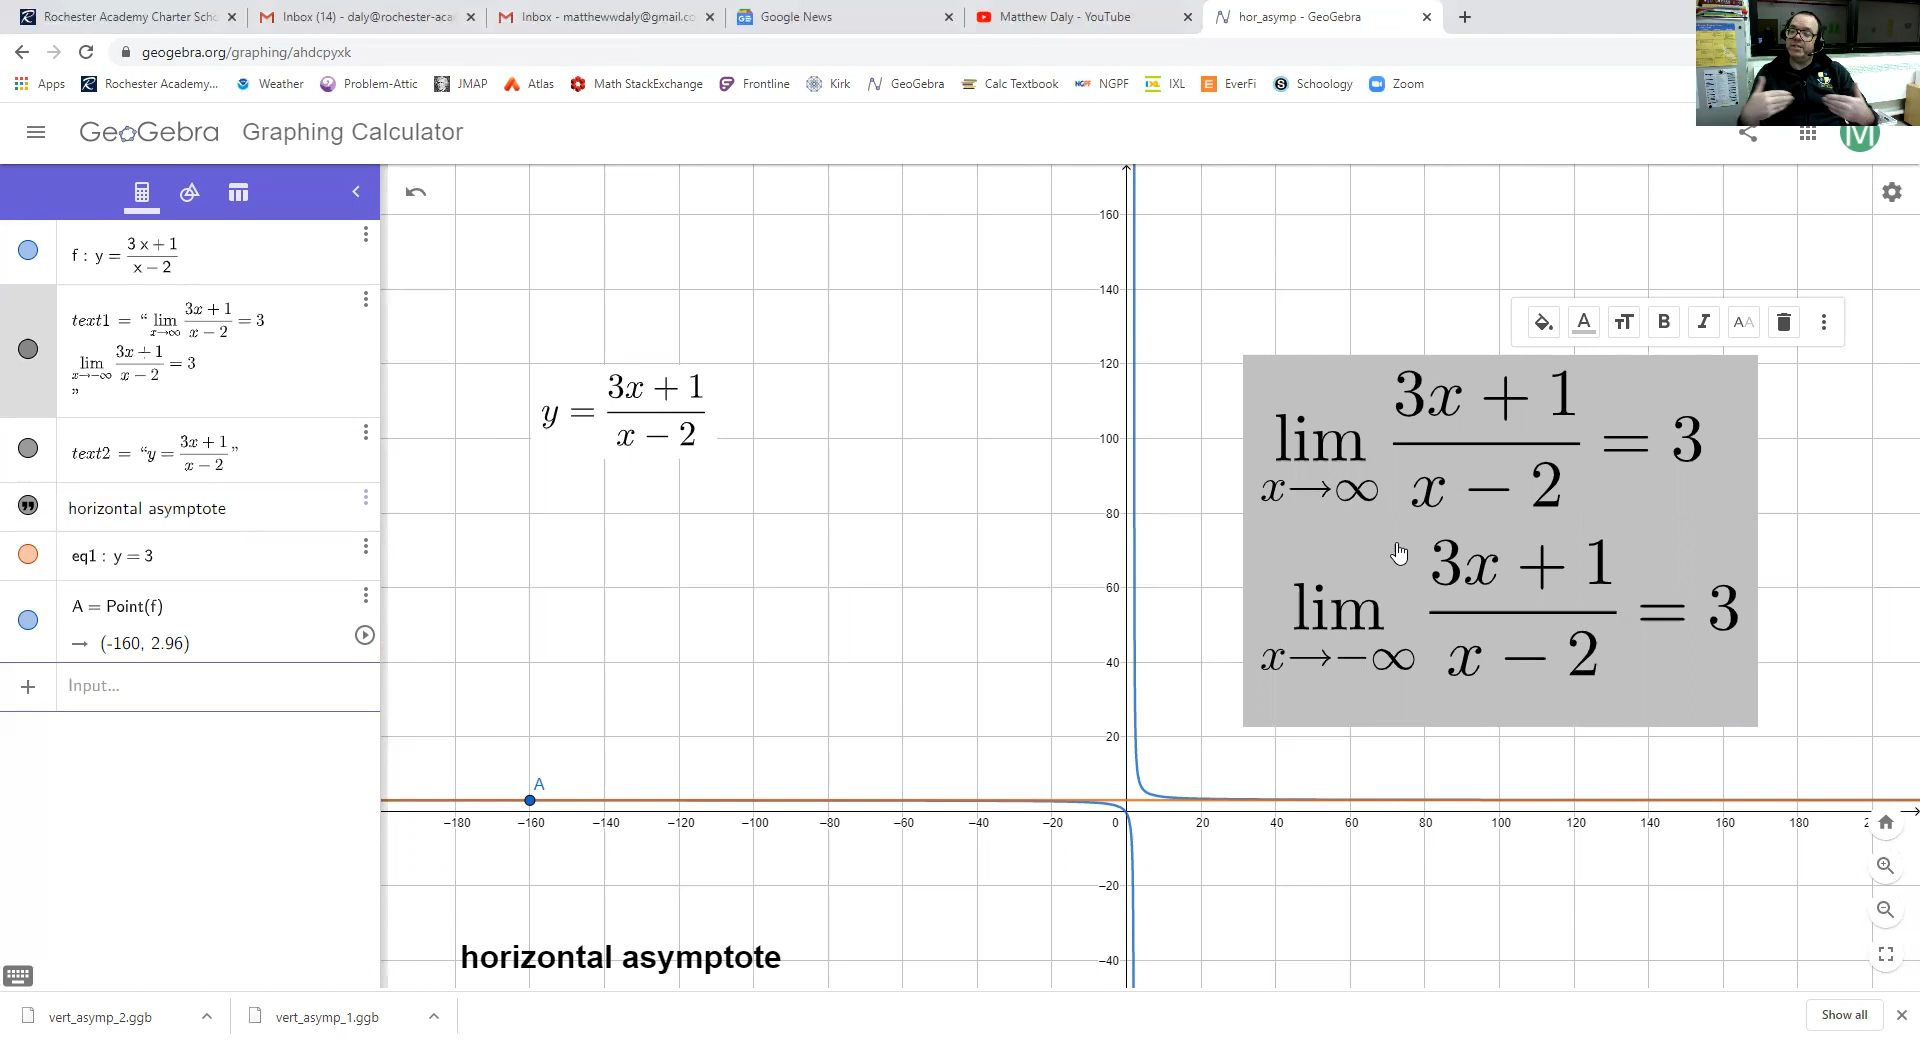 Rochester Academy Charter Scho
Inbox (14) - daly@rochester-acad
Inbox - matthewwdaly@gmail.co
Google News
Matthew Daly - YouTube
hor_asymp - GeoGebra
geogebra.org/graphing/ahdcpyxk
Apps
Rochester Academy...
Weather
Problem-Attic
JMAP
Atlas
Math StackExchange
Frontline
Kirk
GeoGebra
Calc Textbook
NGPF
IXL
EverFi
Schoology
Zoom
GeoGebra Graphing Calculator
M
f : y = (3 x + 1)/(x − 2)
text1 = “ lim x→∞ (3x + 1)/(x − 2) = 3
lim x→−∞ (3x + 1)/(x − 2) = 3
”
text2 = “y = (3x + 1)/(x − 2)”
horizontal asymptote
eq1 : y = 3
A = Point(f)
→ (-160, 2.96)
Input...
y = (3x + 1)/(x − 2)
lim x→∞ (3x + 1)/(x − 2) = 3
lim x→−∞ (3x + 1)/(x − 2) = 3
A B I AA
160
140
120
100
80
60
40
20
A
−180 −160 −140 −120 −100 −80 −60 −40 −20 0 20 40 60 80 100 120 140 160 180
−20
−40
horizontal asymptote
vert_asymp_2.ggb
vert_asymp_1.ggb
Show all